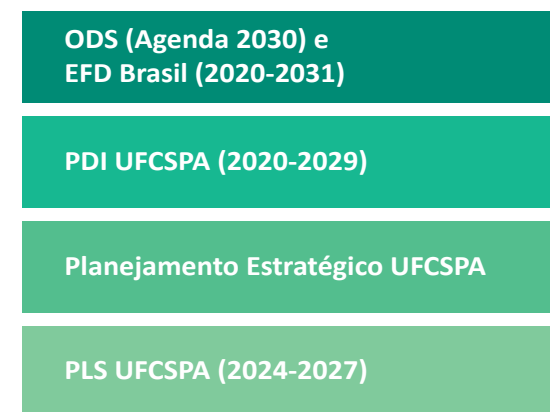 ODS (Agenda 2030) e
EFD Brasil (2020-2031)
PDI UFCSPA (2020-2029)
Planejamento Estratégico UFCSPA
PLS UFCSPA (2024-2027)